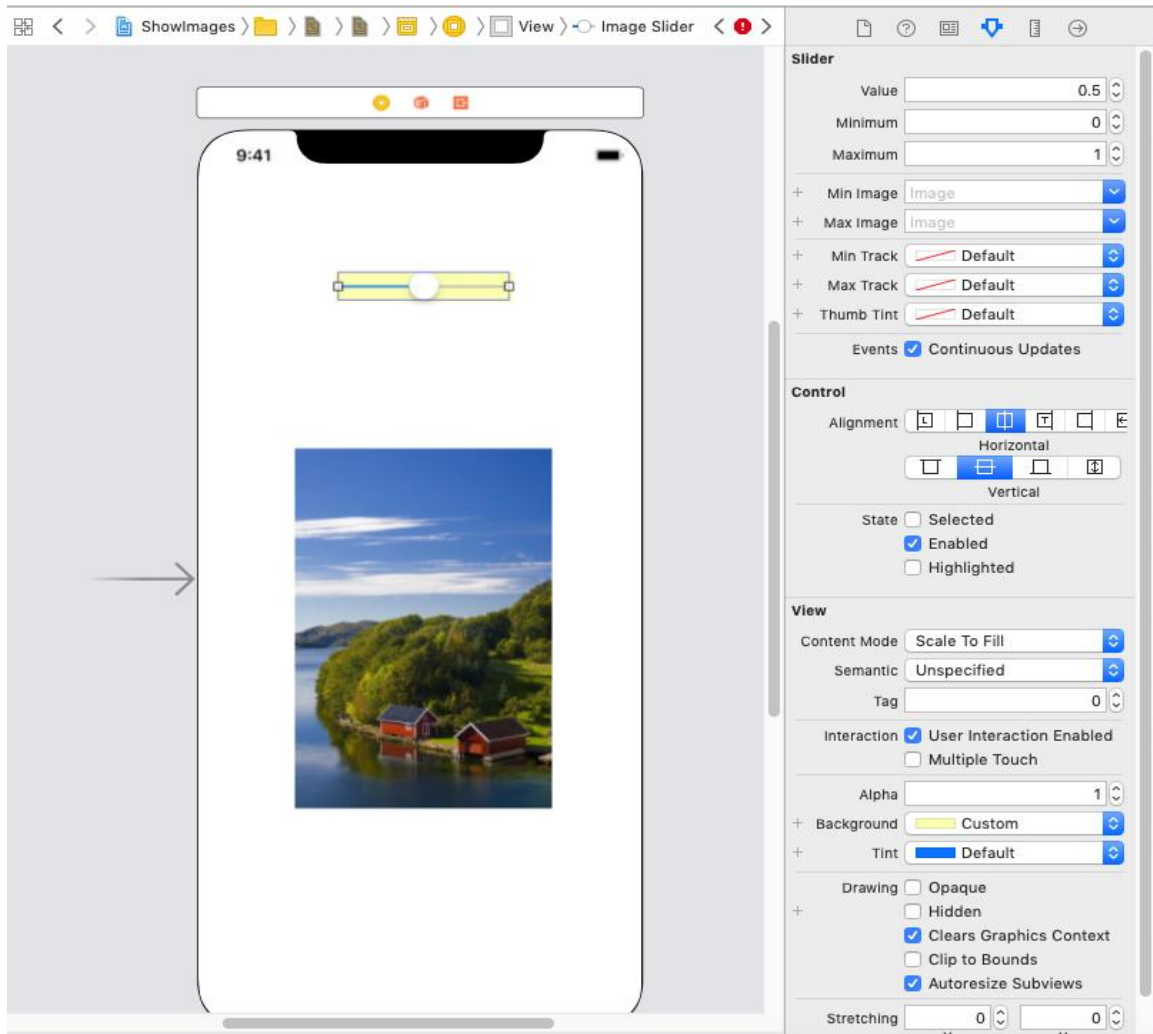 ShowImages View Image Slider
9:41
Slider
Value 0.5
Minimum 0
Maximum 1
Min Image Image
Max Image Image
Min Track Default
Max Track Default
Thumb Tint Default
Events Continuous Updates
Control
Alignment
L T
Horizontal
Vertical
State Selected
Enabled
Highlighted
View
Content Mode Scale To Fill
Semantic Unspecified
Tag 0
Interaction User Interaction Enabled
Multiple Touch
Alpha 1
Background Custom
Tint Default
Drawing Opaque
Hidden
Clears Graphics Context
Clip to Bounds
Autoresize Subviews
Stretching 0 0